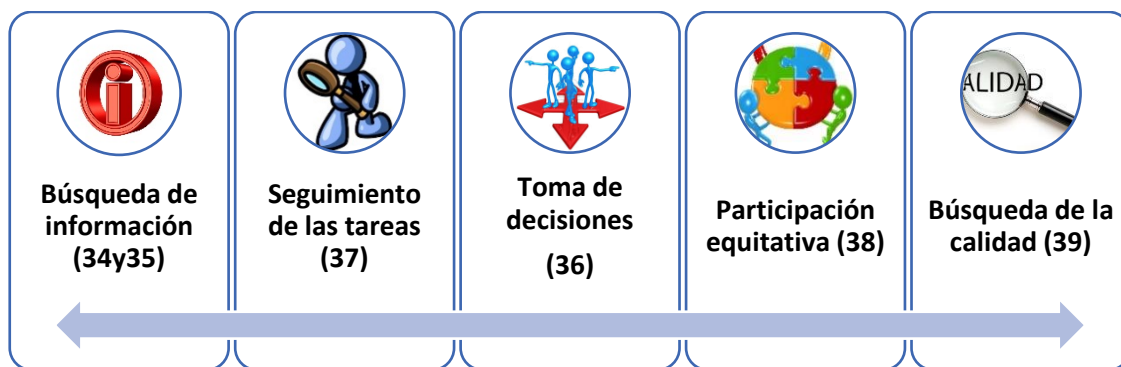 Búsqueda de
información
(34y35)
Seguimiento
de las tareas
(37)
Toma de
decisiones
(36)
Participación
equitativa (38)
ALIDAD
Búsqueda de la
calidad (39)